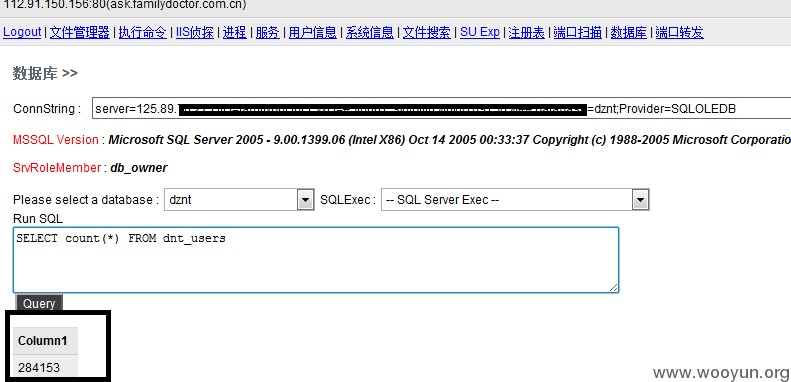 112.91.150.156:80(ask.familydoctor.com.cn)
Logout | 文件管理器 | 执行命令 | IIS侦探 | 进程 | 服务 | 用户信息 | 系统信息 | 文件搜索 | SU Exp | 注册表 | 端口扫描 | 数据库 | 端口转发
数据库 >>
ConnString : server=125.89. =dznt;Provider=SQLOLEDB
MSSQL Version : Microsoft SQL Server 2005 - 9.00.1399.06 (Intel X86) Oct 14 2005 00:33:37 Copyright (c) 1988-2005 Microsoft Corporatio
SrvRoleMember : db_owner
Please select a database : dznt SQLExec : -- SQL Server Exec --
Run SQL
SELECT count(*) FROM dnt_users
Query
Column1
284153
www.wooyun.org